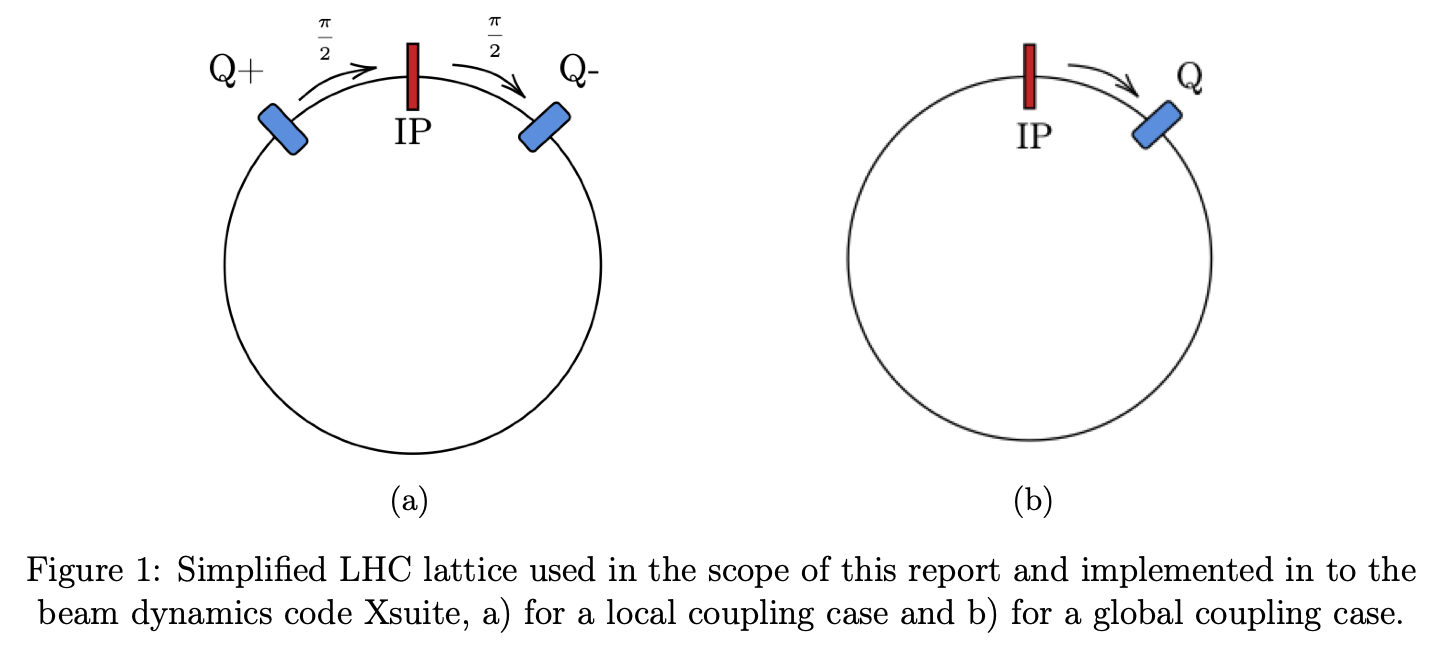 π/2 π/2
Q+ Q-
IP
Q
IP
(a) (b)
Figure 1: Simplified LHC lattice used in the scope of this report and implemented in to the
beam dynamics code Xsuite, a) for a local coupling case and b) for a global coupling case.